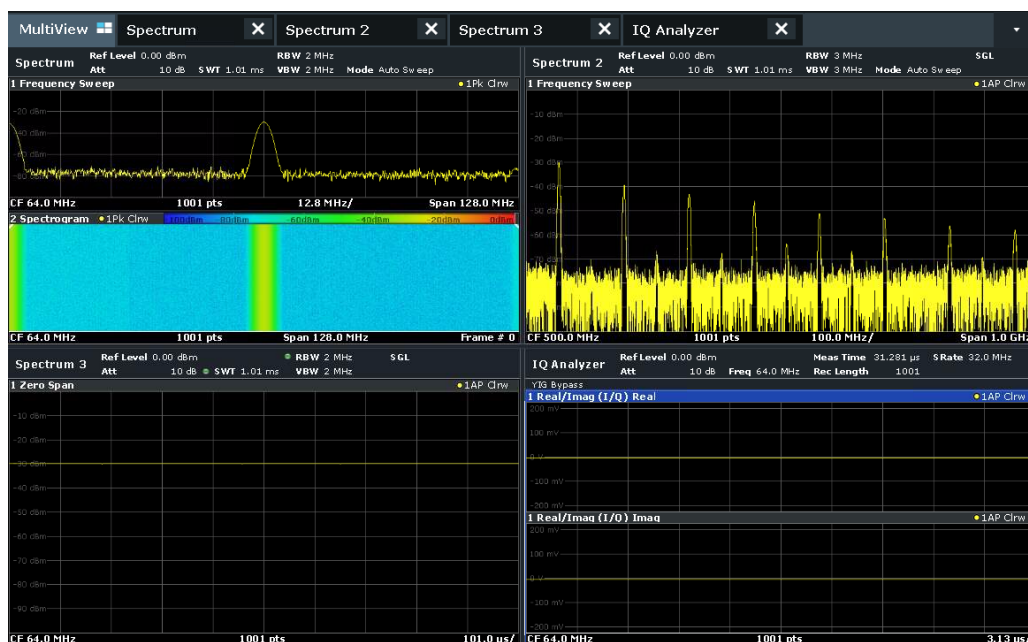 MultiView Spectrum Spectrum 2 Spectrum 3 IQ Analyzer
Spectrum
Ref Level 0.00 dBm RBW 2 MHz
Att 10 dB SWT 1.01 ms VBW 2 MHz Mode Auto Sweep
1 Frequency Sweep 1Pk Clrw
-20 dBm
-40 dBm
-60 dBm
-80 dBm
CF 64.0 MHz 1001 pts 12.8 MHz/ Span 128.0 MHz
2 Spectrogram 1Pk Clrw -100dBm -80dBm -60dBm -40dBm -20dBm 0dBm
CF 64.0 MHz 1001 pts Span 128.0 MHz Frame # 0
Spectrum 2
Ref Level 0.00 dBm RBW 3 MHz SGL
Att 10 dB SWT 1.01 ms VBW 3 MHz Mode Auto Sweep
1 Frequency Sweep 1AP Clrw
-10 dBm
-20 dBm
-30 dBm
-40 dBm
-50 dBm
-60 dBm
-70 dBm
CF 500.0 MHz 1001 pts 100.0 MHz/ Span 1.0 GHz
Spectrum 3
Ref Level 0.00 dBm RBW 2 MHz SGL
Att 10 dB SWT 1.01 ms VBW 2 MHz
1 Zero Span 1AP Clrw
-10 dBm
-20 dBm
-30 dBm
-40 dBm
-50 dBm
-60 dBm
-70 dBm
-80 dBm
-90 dBm
CF 64.0 MHz 1001 pts 101.0 µs/
IQ Analyzer
Ref Level 0.00 dBm Meas Time 31.281 µs SRate 32.0 MHz
Att 10 dB Freq 64.0 MHz Rec Length 1001
YIG Bypass
1 Real/Imag (I/Q) Real 1AP Clrw
200 mV
100 mV
0 V
-100 mV
-200 mV
1 Real/Imag (I/Q) Imag 1AP Clrw
200 mV
100 mV
0 V
-100 mV
CF 64.0 MHz 1001 pts 3.13 µs/